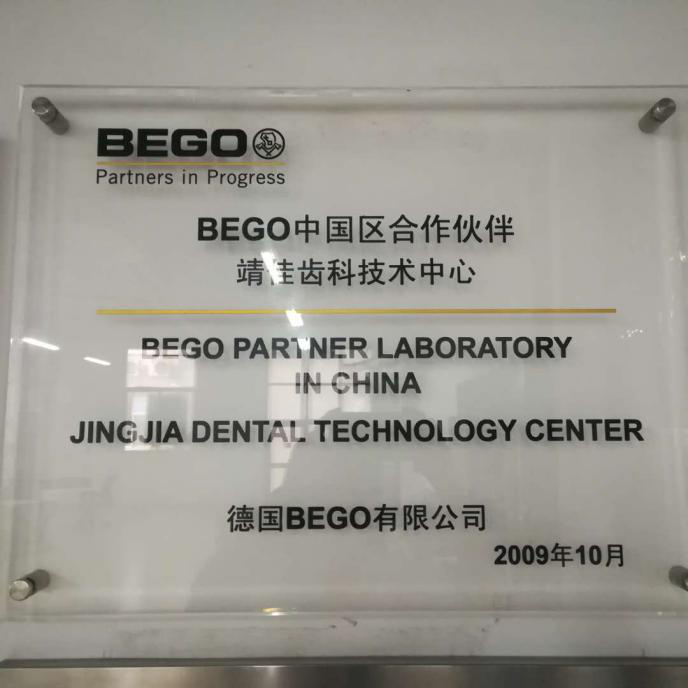 BEGO
Partners in Progress
BEGO中国区合作伙伴
靖佳齿科技术中心
BEGO PARTNER LABORATORY
IN CHINA
JINGJIA DENTAL TECHNOLOGY CENTER
德国BEGO有限公司
2009年10月